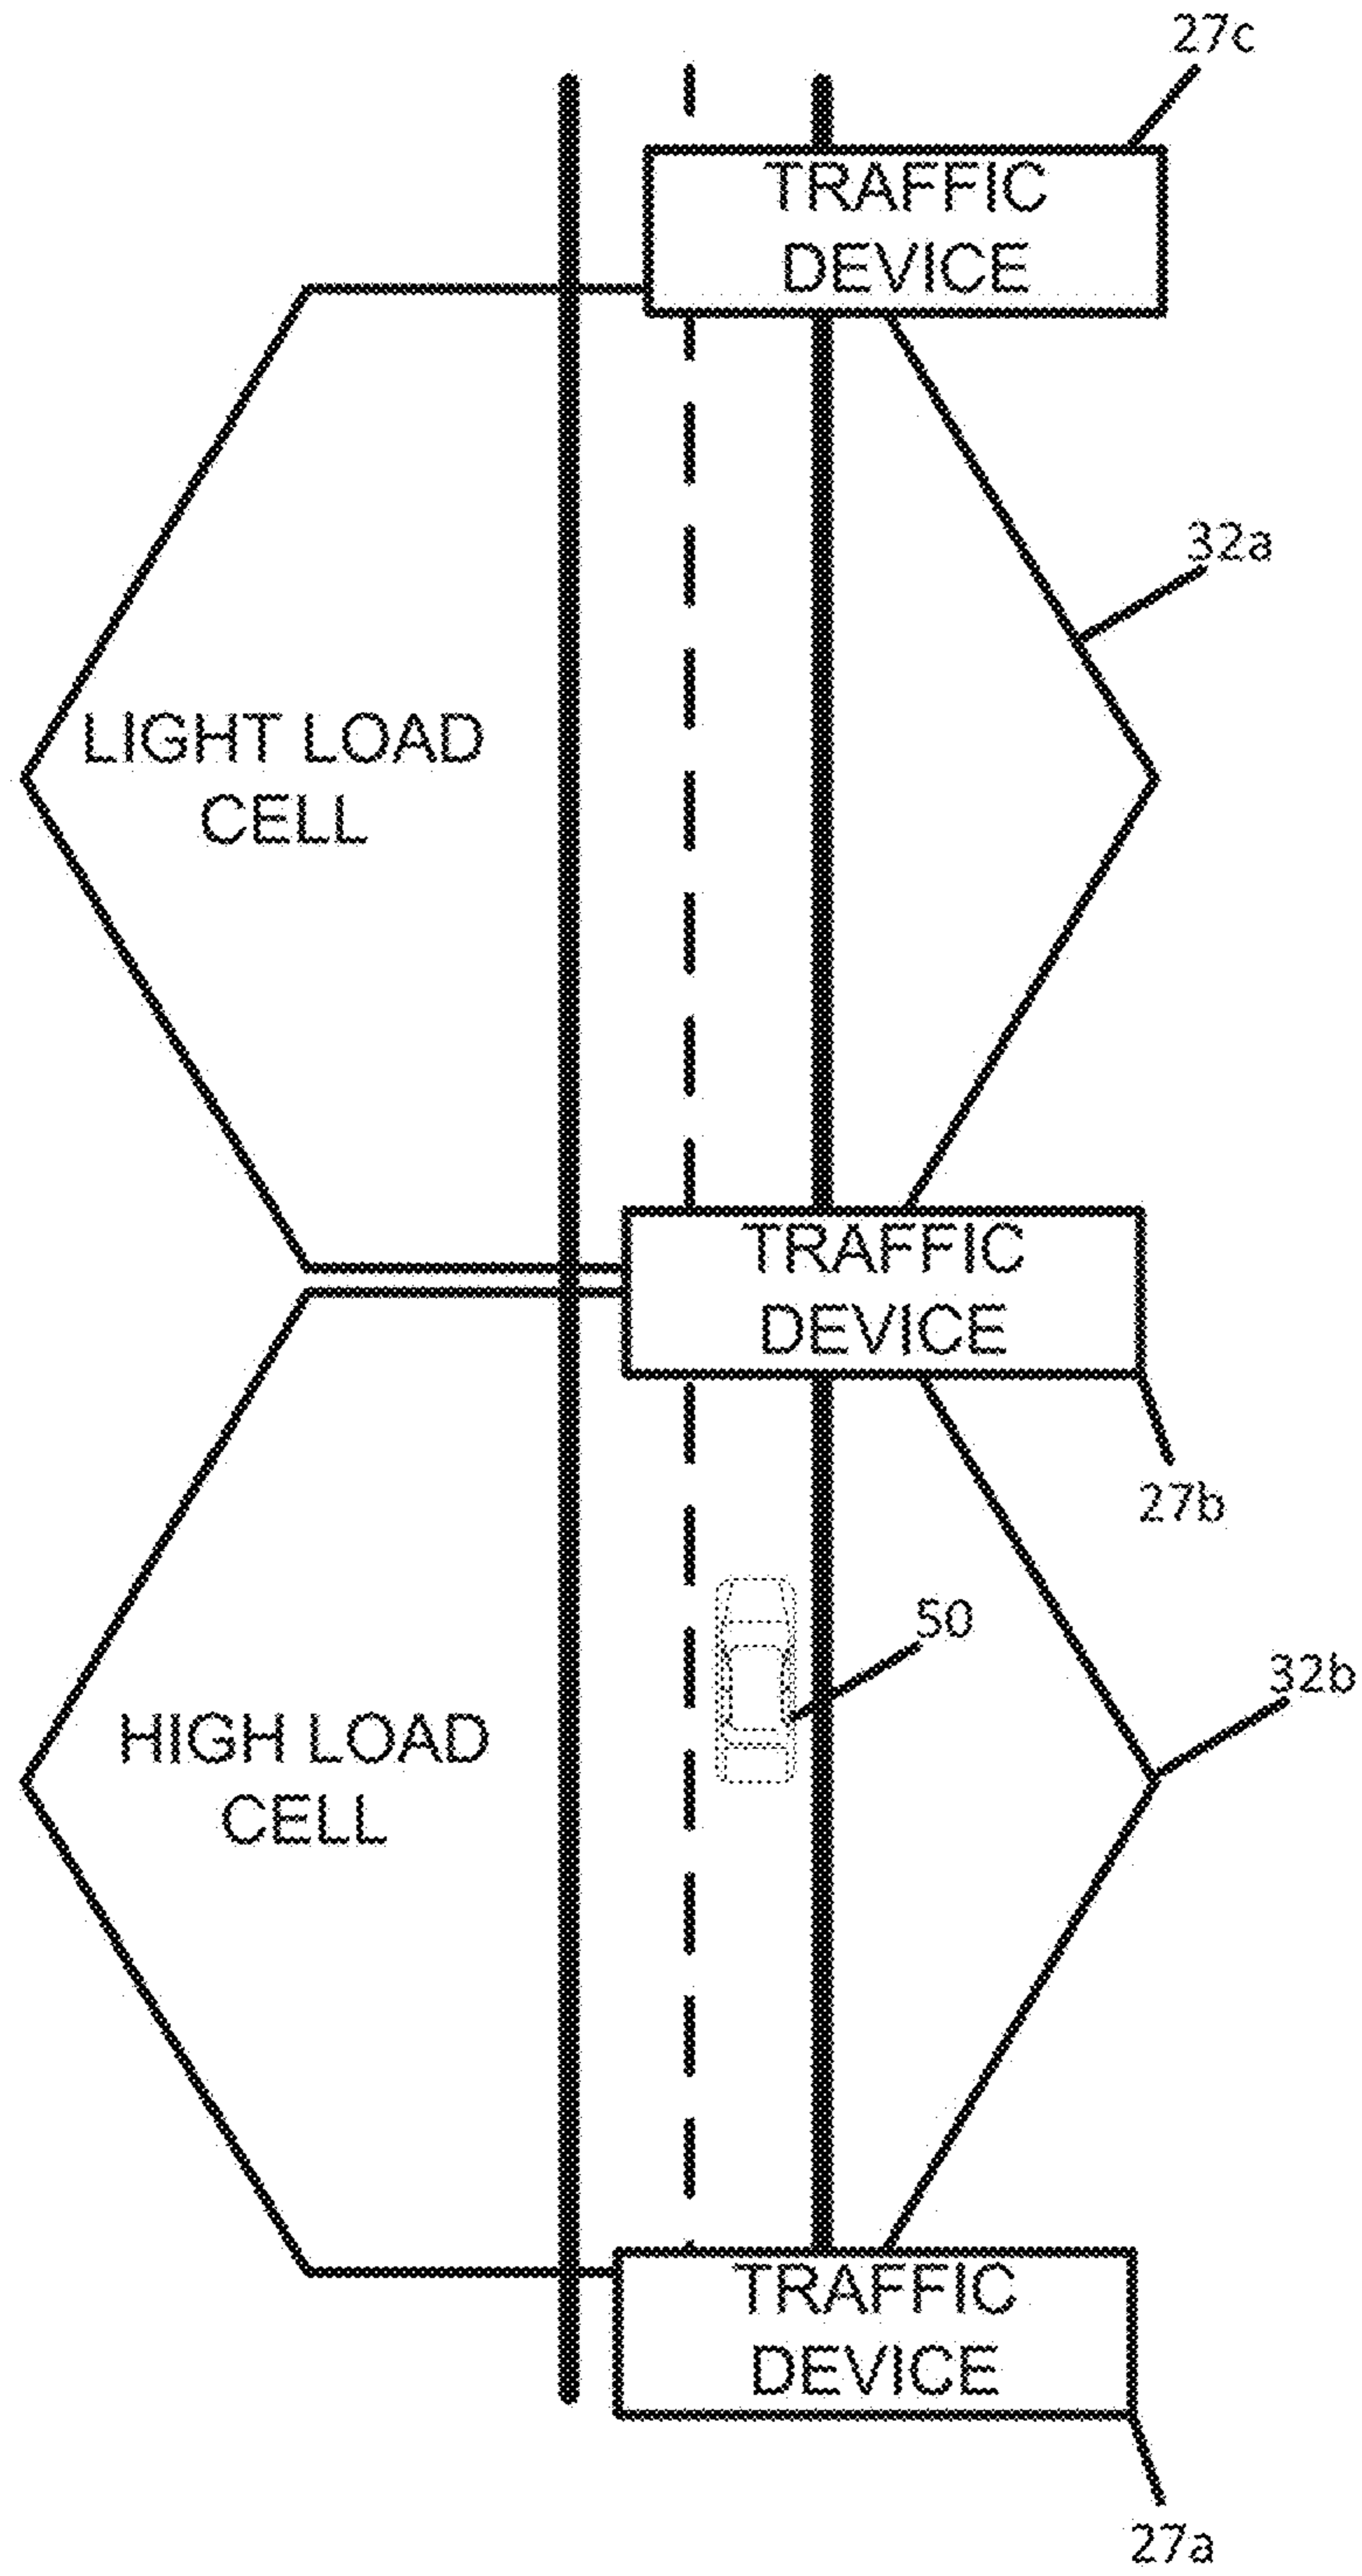 27c
TRAFFIC
DEVICE
32a
LIGHT LOAD
CELL
TRAFFIC
DEVICE
27b
50
32b
HIGH LOAD
CELL
TRAFFIC
DEVICE
27a